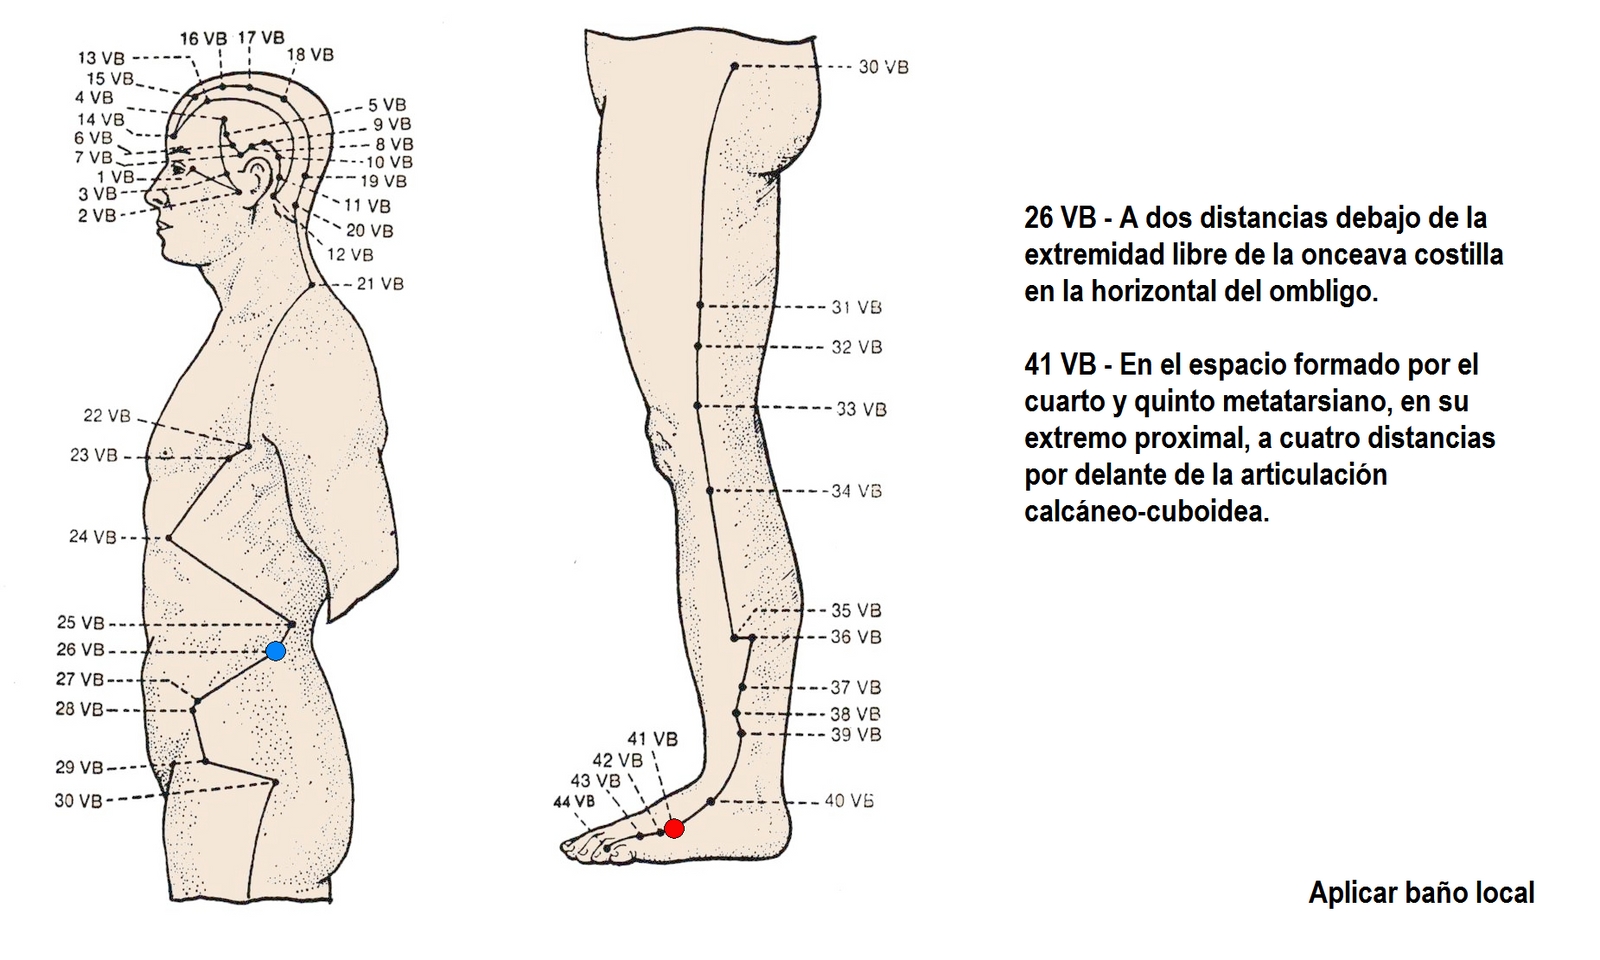 16 VB
17 VB
13 VB
18 VB
15 VB
4 VB
5 VB
14 VB
9 VB
6 VB
8 VB
7 VB
10 VB
1 VB
19 VB
3 VB
11 VB
2 VB
20 VB
12 VB
21 VB
22 VB
23 VB
24 VB
25 VB
26 VB
27 VB
28 VB
29 VB
30 VB
30 VB
31 VB
32 VB
33 VB
34 VB
35 VB
36 VB
37 VB
38 VB
39 VB
41 VB
42 VB
43 VB
44 VB
40 VB
26 VB - A dos distancias debajo de la
extremidad libre de la onceava costilla
en la horizontal del ombligo.
41 VB - En el espacio formado por el
cuarto y quinto metatarsiano, en su
extremo proximal, a cuatro distancias
por delante de la articulación
calcáneo-cuboidea.
Aplicar baño local